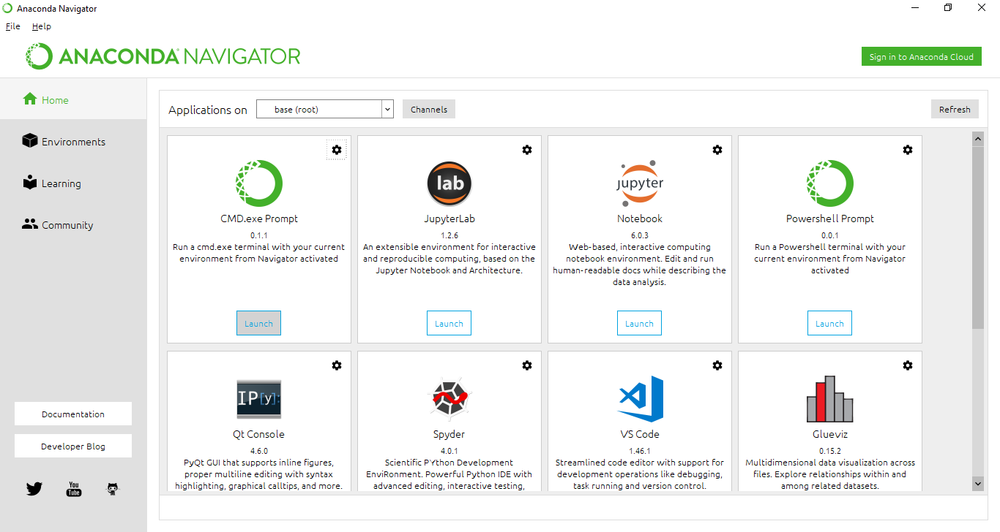 Anaconda Navigator
File Help
ANACONDA NAVIGATOR
Sign in to Anaconda Cloud
Home
Environments
Learning
Community
Documentation
Developer Blog
You
Tube
Applications on base (root) Channels Refresh
CMD.exe Prompt
0.1.1
Run a cmd.exe terminal with your current
environment from Navigator activated
Launch
lab
JupyterLab
1.2.6
An extensible environment for interactive
and reproducible computing, based on the
Jupyter Notebook and Architecture.
Launch
jupyter
Notebook
6.0.3
Web-based, interactive computing
notebook environment. Edit and run
human-readable docs while describing the
data analysis.
Launch
Powershell Prompt
0.0.1
Run a Powershell terminal with your
current environment from Navigator
activated
Launch
IP[y]:
Qt Console
4.6.0
PyQt GUI that supports inline figures,
proper multiline editing with syntax
highlighting, graphical calltips, and more.
Spyder
4.0.1
Scientific PYthon Development
EnviRonment. Powerful Python IDE with
advanced editing, interactive testing,
VS Code
1.46.1
Streamlined code editor with support for
development operations like debugging,
task running and version control.
Glueviz
0.15.2
Multidimensional data visualization across
files. Explore relationships within and
among related datasets.